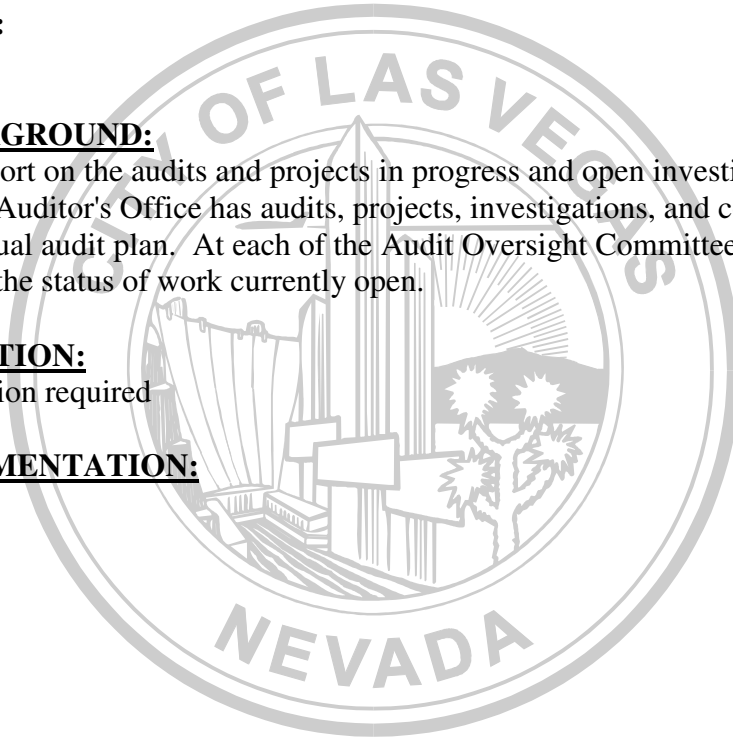 :
GROUND:
ort on the audits and projects in progress and open investi
Auditor's Office has audits, projects, investigations, and c
ual audit plan. At each of the Audit Oversight Committee
the status of work currently open.
TION:
ion required
MENTATION:
CITY OF LAS VEGAS
NEVADA